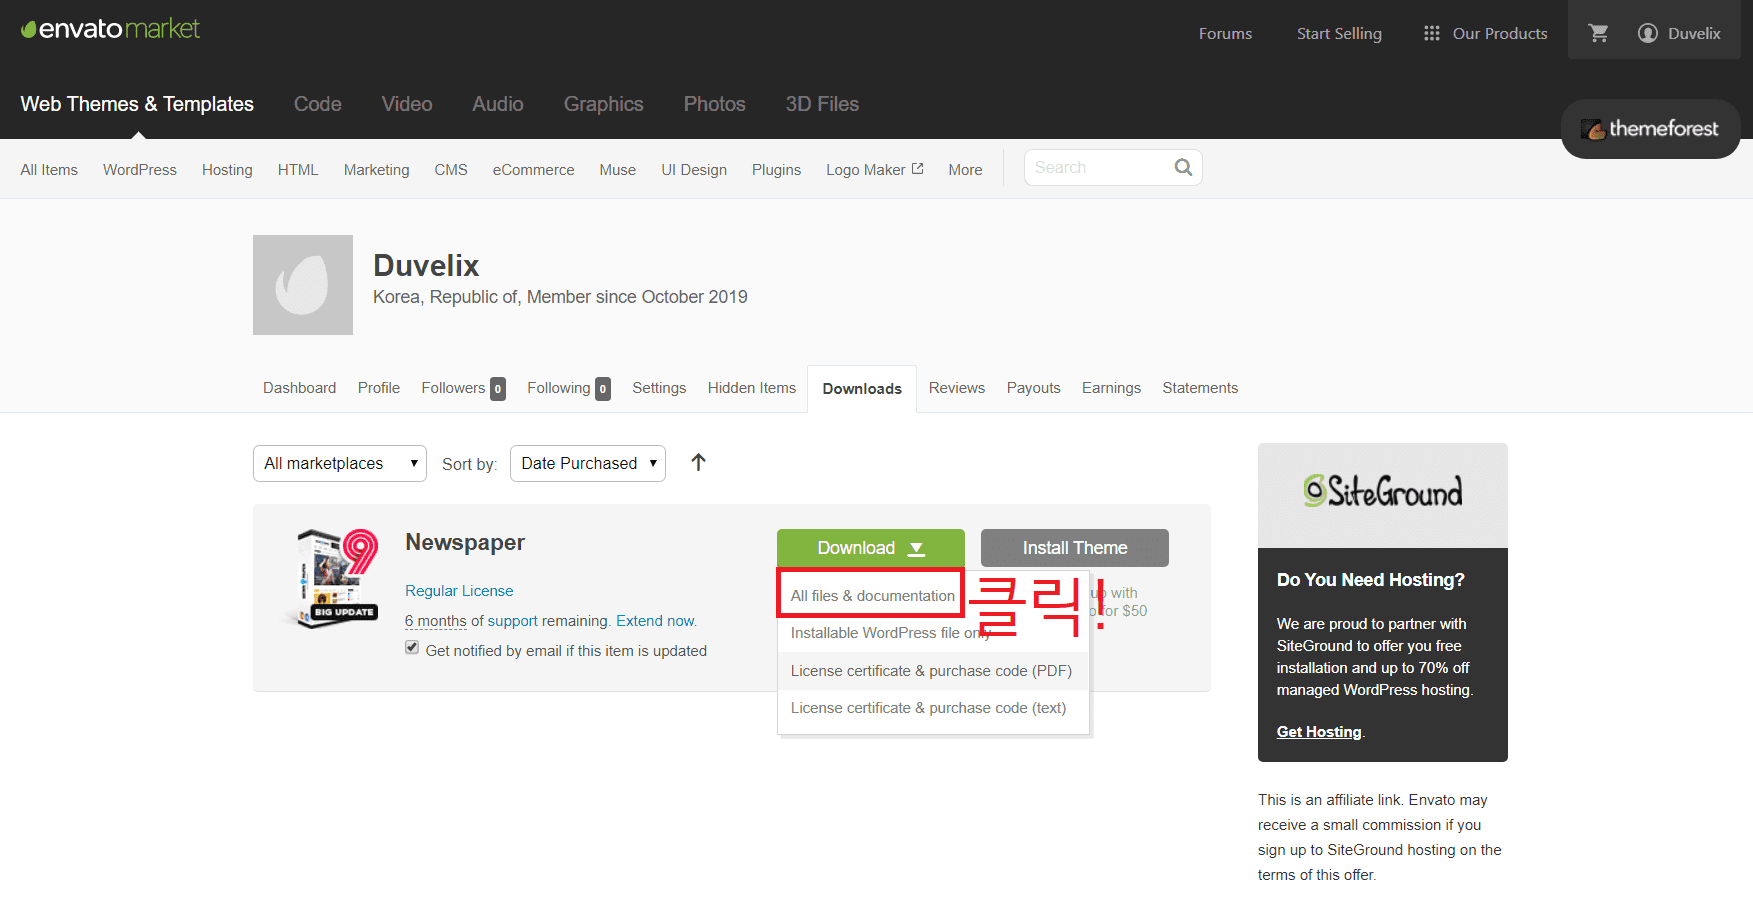 envato market
Forums
Start Selling
Our Products
Duvelix
Web Themes & Templates
Code
Video
Audio
Graphics
Photos
3D Files
themeforest
All Items
WordPress
Hosting
HTML
Marketing
CMS
eCommerce
Muse
UI Design
Plugins
Logo Maker
More
Search
Duvelix
Korea, Republic of, Member since October 2019
Dashboard
Profile
Followers 0
Following 0
Settings
Hidden Items
Downloads
Reviews
Payouts
Earnings
Statements
All marketplaces
Sort by:
Date Purchased
9
BIG UPDATE
Newspaper
Regular License
6 months of support remaining. Extend now.
Get notified by email if this item is updated
Download
Install Theme
All files & documentation
클릭!
Installable WordPress file only
License certificate & purchase code (PDF)
License certificate & purchase code (text)
up with
for $50
SiteGround
Do You Need Hosting?
We are proud to partner with
SiteGround to offer you free
installation and up to 70% off
managed WordPress hosting.
Get Hosting.
This is an affiliate link. Envato may
receive a small commission if you
sign up to SiteGround hosting on the
terms of this offer.